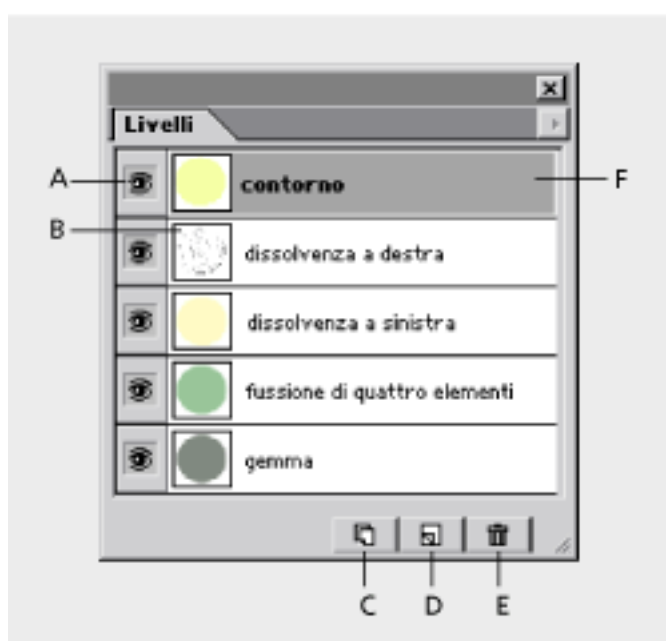 Livelli
A
contorno
F
B
dissolvenza a destra
dissolvenza a sinistra
fussione di quattro elementi
gemma
C D E